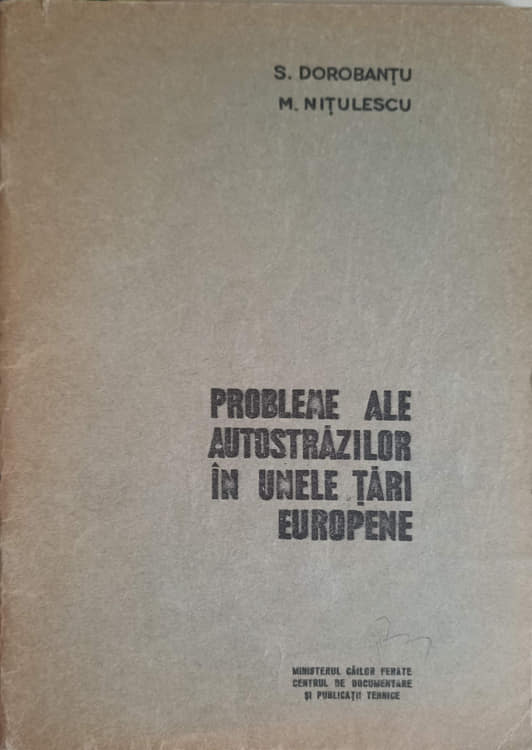 S. DOROBANȚU
M. NIȚULESCU
PROBLEME ALE
AUTOSTRĂZILOR
ÎN UNELE ȚĂRI
EUROPENE
MINISTERUL CĂILOR FERATE
CENTRUL DE DOCUMENTARE
ȘI PUBLICAȚII TEHNICE